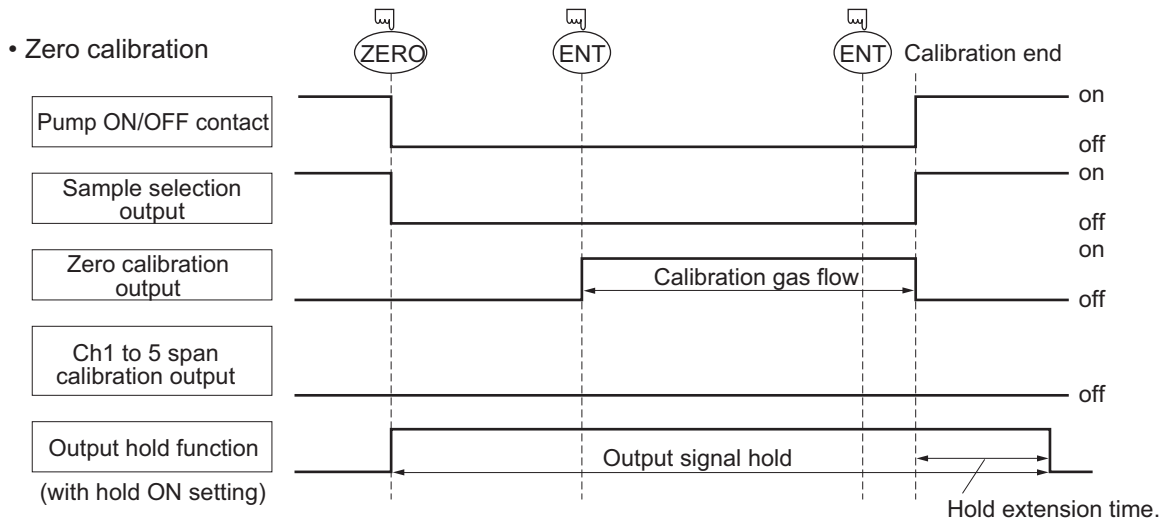 • Zero calibration
ZERO
ENT
ENT
Calibration end
Pump ON/OFF contact
on
off
Sample selection
output
on
off
Zero calibration
output
on
Calibration gas flow
off
Ch1 to 5 span
calibration output
off
Output hold function
Output signal hold
(with hold ON setting)
Hold extension time.